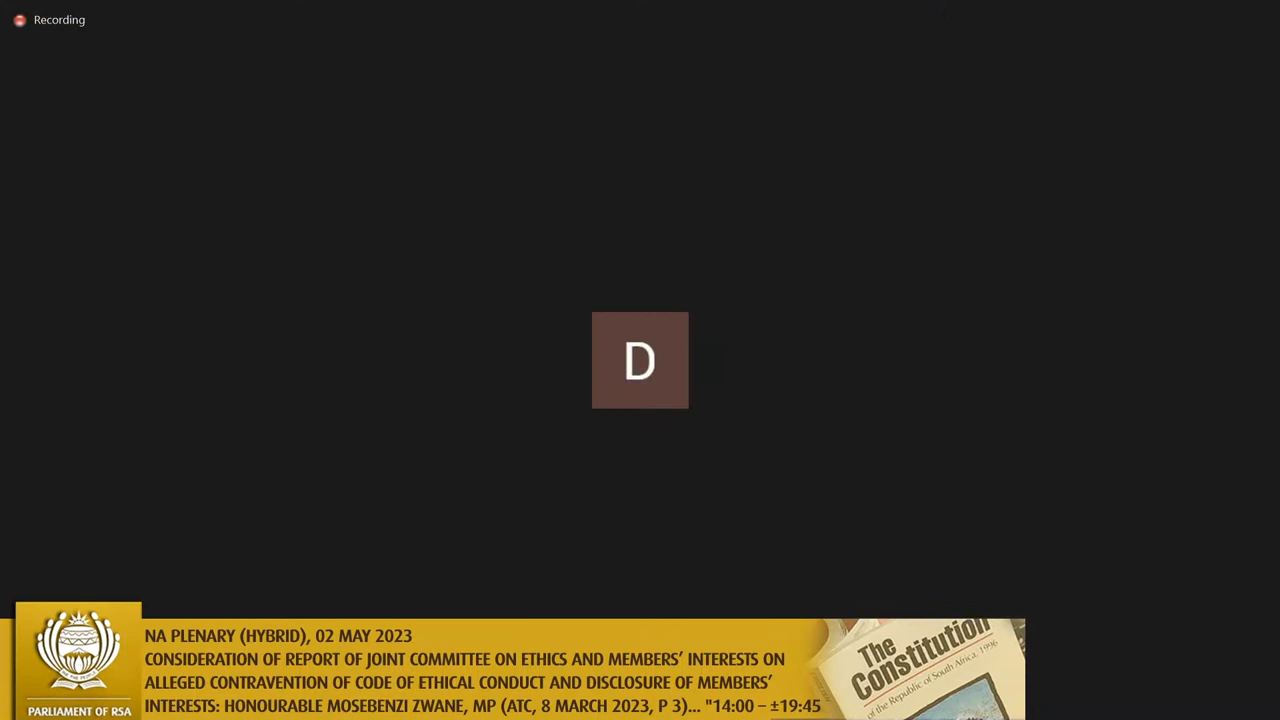 Recording
D
NA PLENARY (HYBRID), 02 MAY 2023
CONSIDERATION OF REPORT OF JOINT COMMITTEE ON ETHICS AND MEMBERS' INTERESTS ON
ALLEGED CONTRAVENTION OF CODE OF ETHICAL CONDUCT AND DISCLOSURE OF MEMBERS'
INTERESTS: HONOURABLE MOSEBENZI ZWANE, MP (ATC, 8 MARCH 2023, P 3)... "14:00 – ±19:45
PARLIAMENT OF RSA
The
Constitution
of the Republic of South Africa, 1996